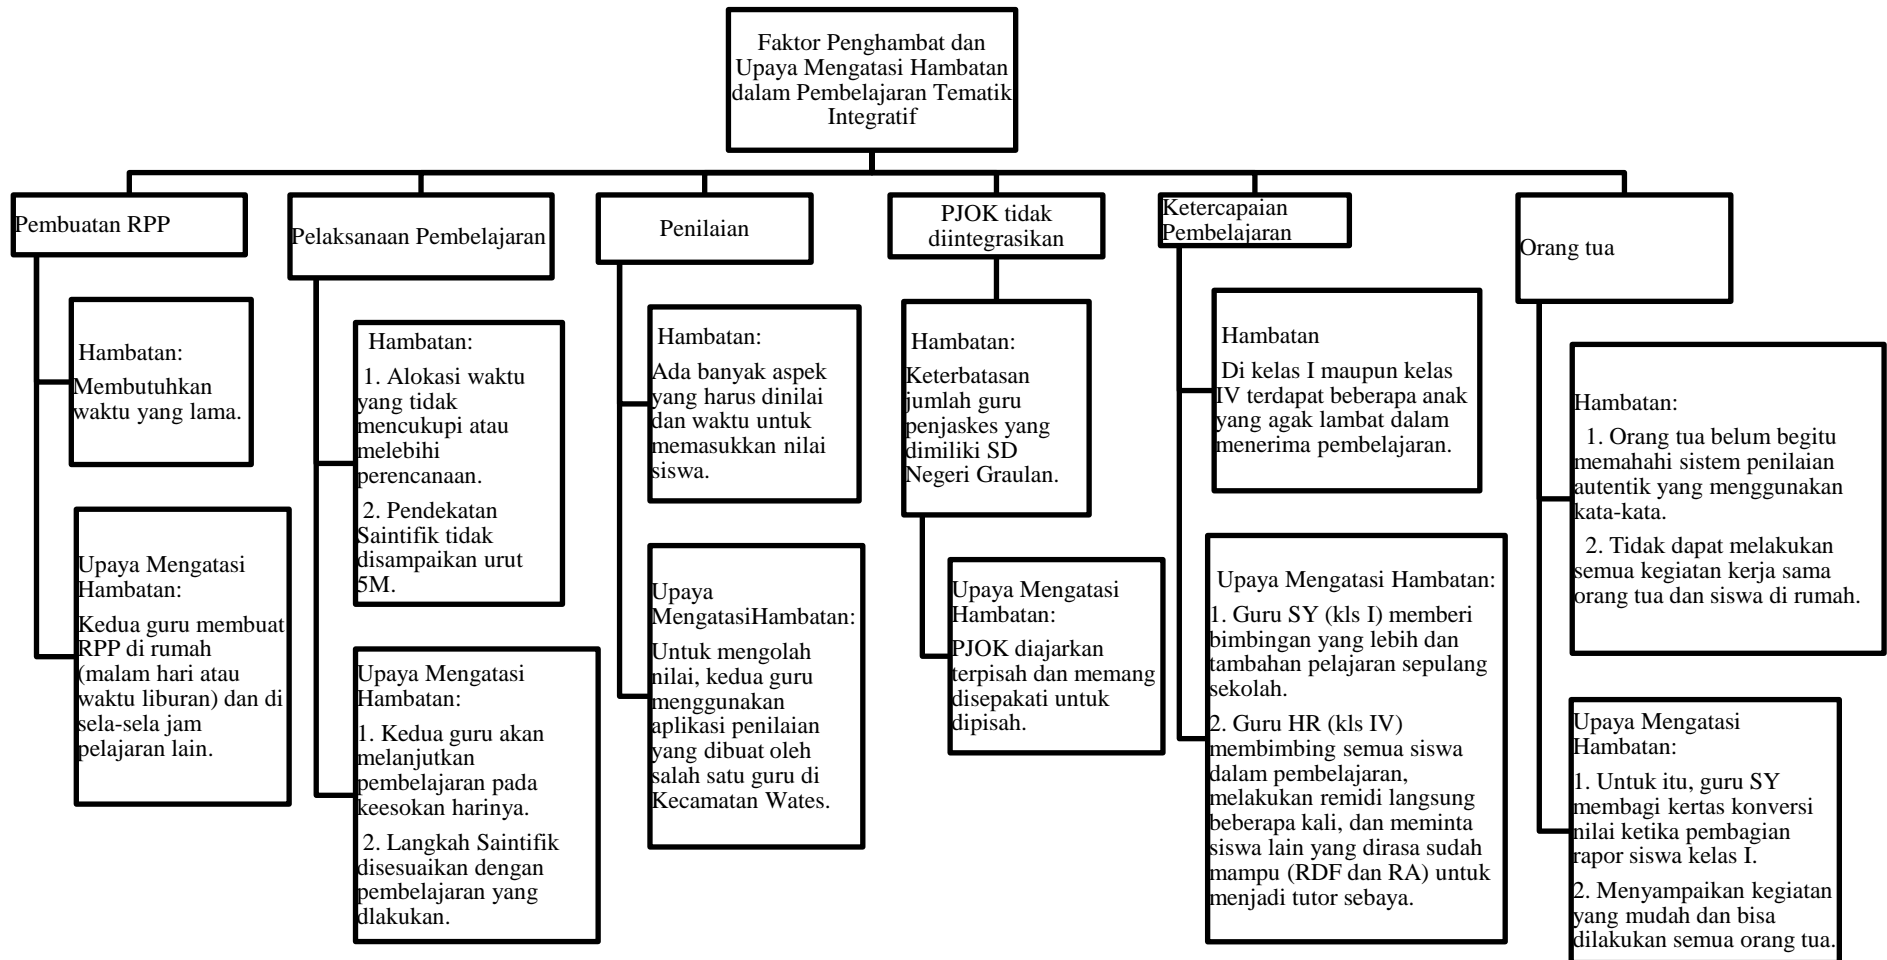 Faktor Penghambat dan
Upaya Mengatasi Hambatan
dalam Pembelajaran Tematik
Integratif
Pembuatan RPP
Hambatan:
Membutuhkan
waktu yang lama.
Upaya Mengatasi
Hambatan:
Kedua guru membuat
RPP di rumah
(malam hari atau
waktu liburan) dan di
sela-sela jam
pelajaran lain.
Pelaksanaan Pembelajaran
Hambatan:
1. Alokasi waktu
yang tidak
mencukupi atau
melebihi
perencanaan.
2. Pendekatan
Saintifik tidak
disampaikan urut
5M.
Upaya Mengatasi
Hambatan:
1. Kedua guru akan
melanjutkan
pembelajaran pada
keesokan harinya.
2. Langkah Saintifik
disesuaikan dengan
pembelajaran yang
dlakukan.
Penilaian
Hambatan:
Ada banyak aspek
yang harus dinilai
dan waktu untuk
memasukkan nilai
siswa.
Upaya
MengatasiHambatan:
Untuk mengolah
nilai, kedua guru
menggunakan
aplikasi penilaian
yang dibuat oleh
salah satu guru di
Kecamatan Wates.
PJOK tidak
diintegrasikan
Hambatan:
Keterbatasan
jumlah guru
penjaskes yang
dimiliki SD
Negeri Graulan.
Upaya Mengatasi
Hambatan:
PJOK diajarkan
terpisah dan memang
disepakati untuk
dipisah.
Ketercapaian
Pembelajaran
Hambatan
Di kelas I maupun kelas
IV terdapat beberapa anak
yang agak lambat dalam
menerima pembelajaran.
Upaya Mengatasi Hambatan:
1. Guru SY (kls I) memberi
bimbingan yang lebih dan
tambahan pelajaran sepulang
sekolah.
2. Guru HR (kls IV)
membimbing semua siswa
dalam pembelajaran,
melakukan remidi langsung
beberapa kali, dan meminta
siswa lain yang dirasa sudah
mampu (RDF dan RA) untuk
menjadi tutor sebaya.
Orang tua
Hambatan:
1. Orang tua belum begitu
memahahi sistem penilaian
autentik yang menggunakan
kata-kata.
2. Tidak dapat melakukan
semua kegiatan kerja sama
orang tua dan siswa di rumah.
Upaya Mengatasi
Hambatan:
1. Untuk itu, guru SY
membagi kertas konversi
nilai ketika pembagian
rapor siswa kelas I.
2. Menyampaikan kegiatan
yang mudah dan bisa
dilakukan semua orang tua.